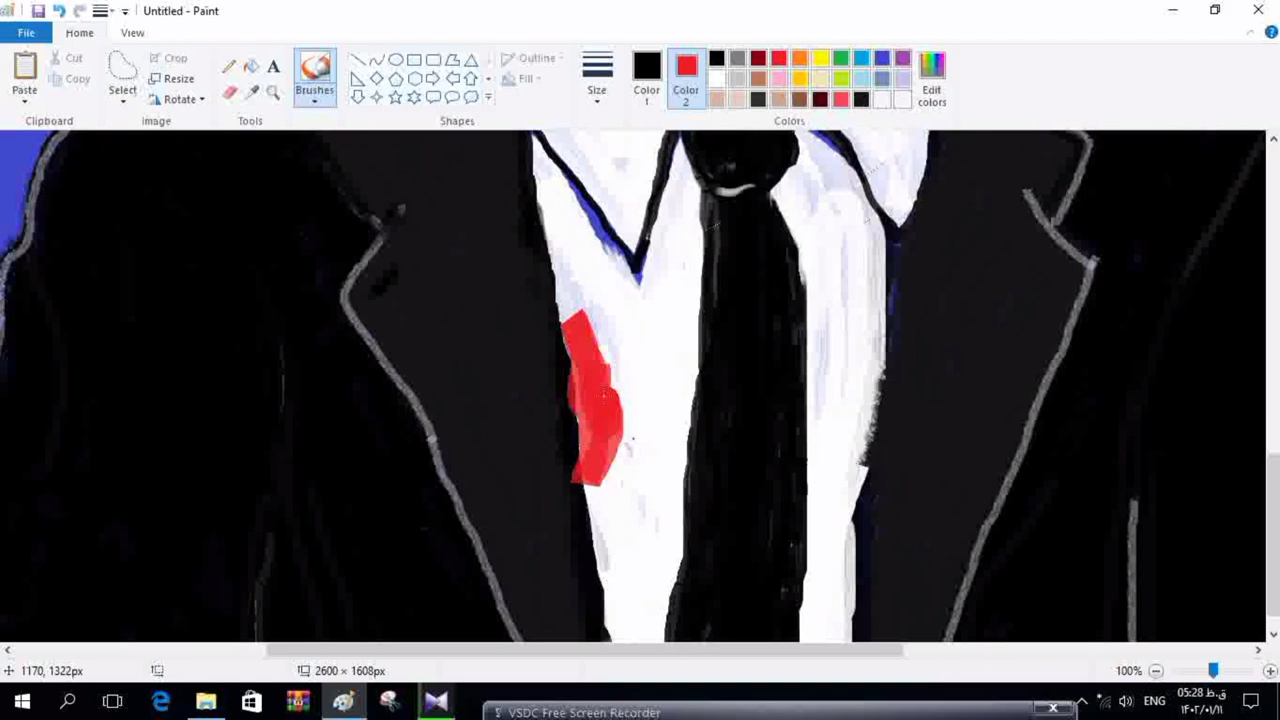 Untitled - Paint
File Home View
Paste
Cut
Copy
Clipboard
Select
Crop
Resize
Rotate
Image
A
Tools
Brushes
Outline
Fill
Shapes
Size
Color 1
Color 2
Edit colors
Colors
1170, 1322px
2600 × 1608px
100%
VSDC Free Screen Recorder
ENG
05:28 ق.ظ
۱۴۰۲/۰۱/۱۱